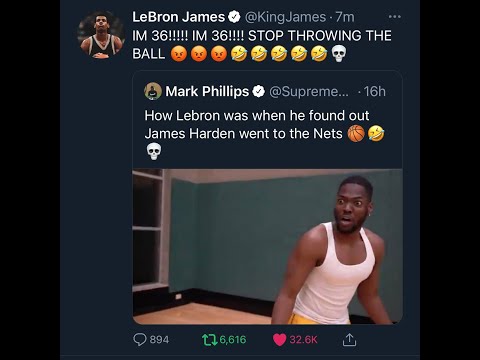 LeBron James @KingJames · 7m
IM 36!!!!! IM 36!!!! STOP THROWING THE
BALL 😡😡😡🤣🤣🤣🤣🤣💀
Mark Phillips @Supreme... · 16h
How Lebron was when he found out
James Harden went to the Nets 🏀🤣
💀
894 6,616 32.6K